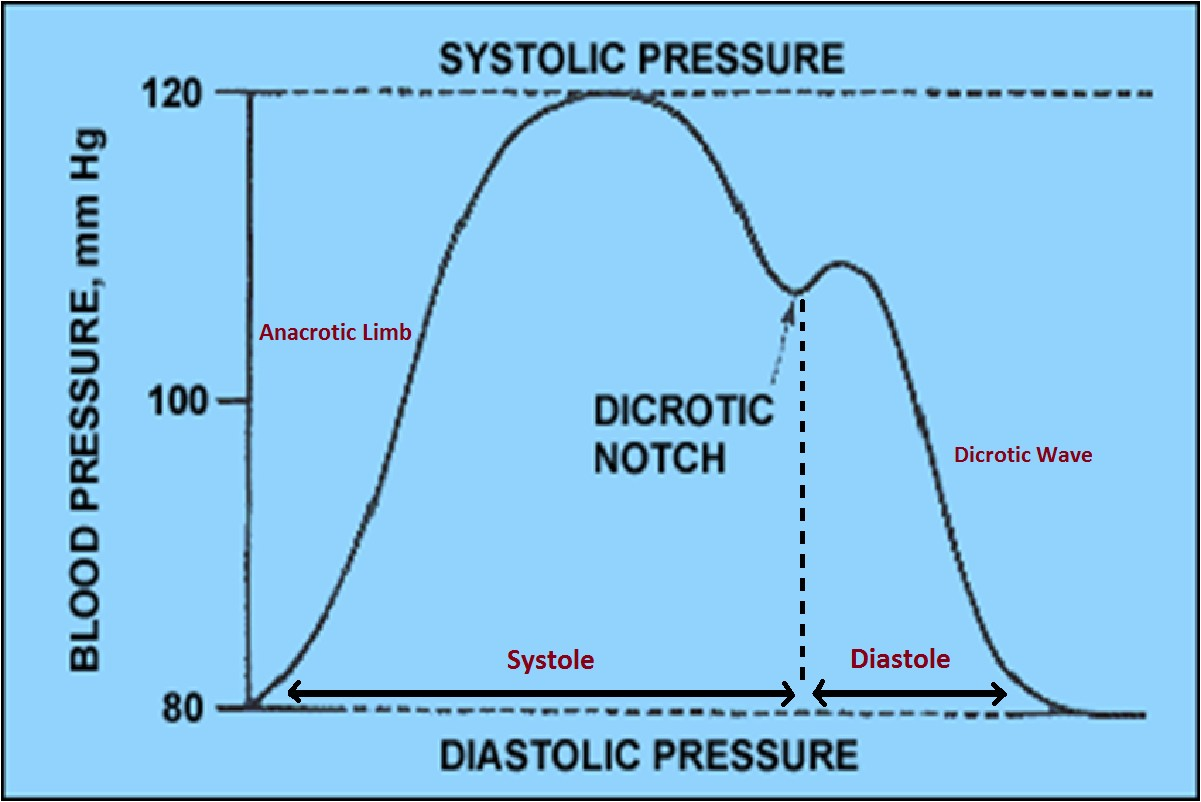 SYSTOLIC PRESSURE
120
BLOOD PRESSURE, mm Hg
Anacrotic Limb
100
DICROTIC
NOTCH
Dicrotic Wave
Systole
Diastole
80
DIASTOLIC PRESSURE